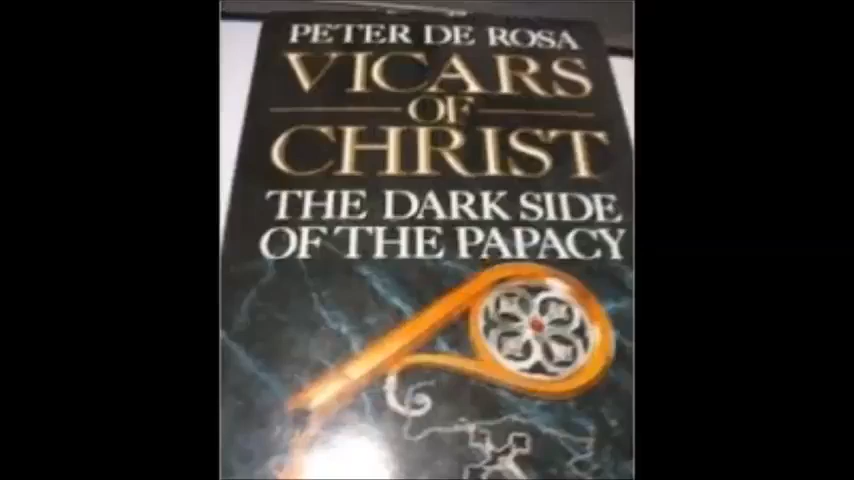 PETER DE ROSA
VICARS
OF
CHRIST
THE DARK SIDE
OF THE PAPACY